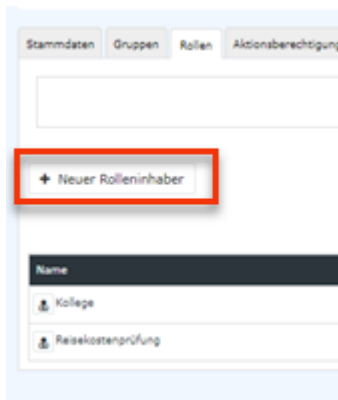 Stammdaten Gruppen Rollen Aktionsberechtigung
+ Neuer Rolleninhaber
Name
Kollege
Reisekostenprüfung